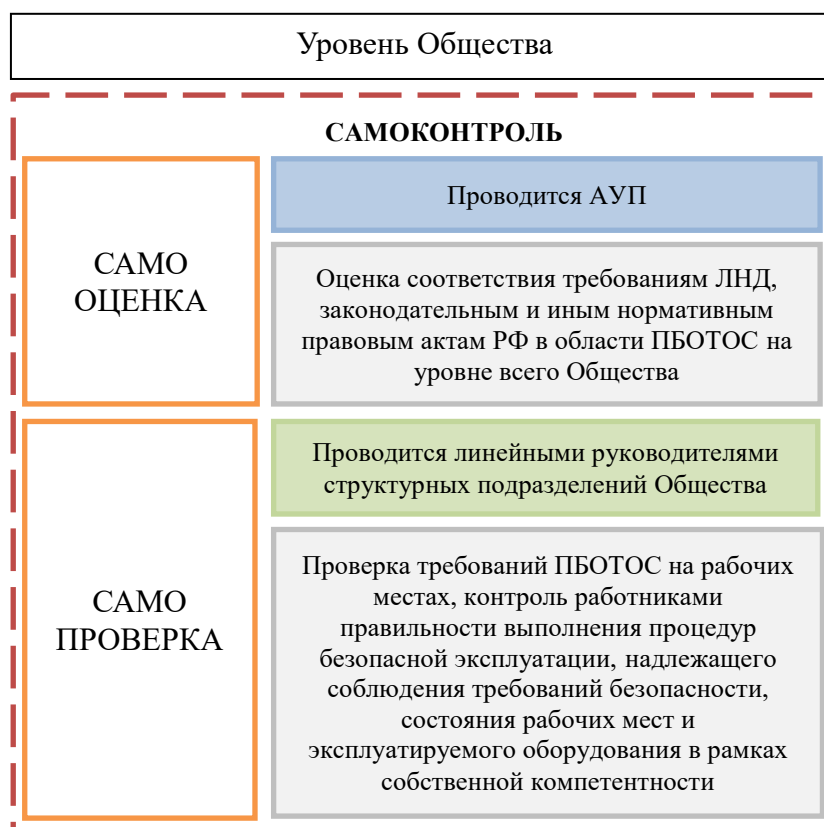 Уровень Общества
САМОКОНТРОЛЬ
САМО
ОЦЕНКА
Проводится АУП
Оценка соответствия требованиям ЛНД,
законодательным и иным нормативным
правовым актам РФ в области ПБОТОС на
уровне всего Общества
САМО
ПРОВЕРКА
Проводится линейными руководителями
структурных подразделений Общества
Проверка требований ПБОТОС на рабочих
местах, контроль работниками
правильности выполнения процедур
безопасной эксплуатации, надлежащего
соблюдения требований безопасности,
состояния рабочих мест и
эксплуатируемого оборудования в рамках
собственной компетентности